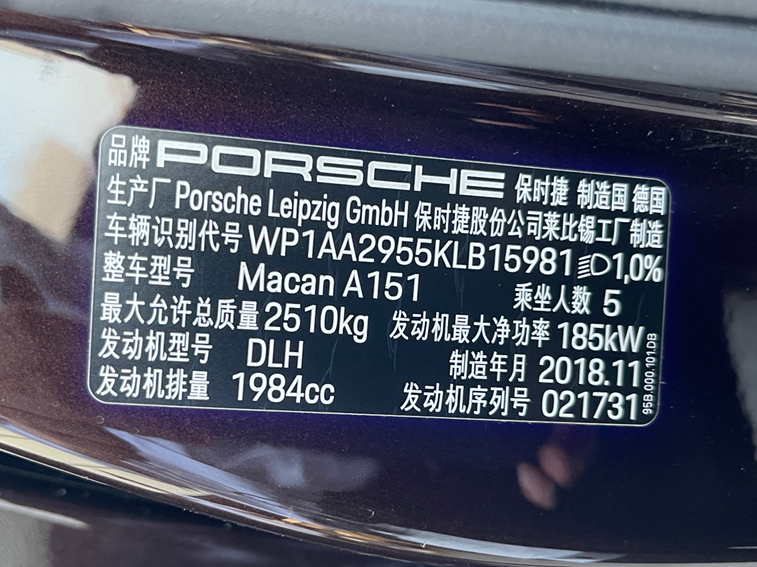 品牌 PORSCHE 保时捷 制造国 德国
生产厂 Porsche Leipzig GmbH 保时捷股份公司莱比锡工厂制造
车辆识别代号 WP1AA2955KLB15981 1,0%
整车型号 Macan A151 乘坐人数 5
最大允许总质量 2510kg 发动机最大净功率 185kW
发动机型号 DLH 制造年月 2018.11
发动机排量 1984cc 发动机序列号 021731
95B.000.101.DB